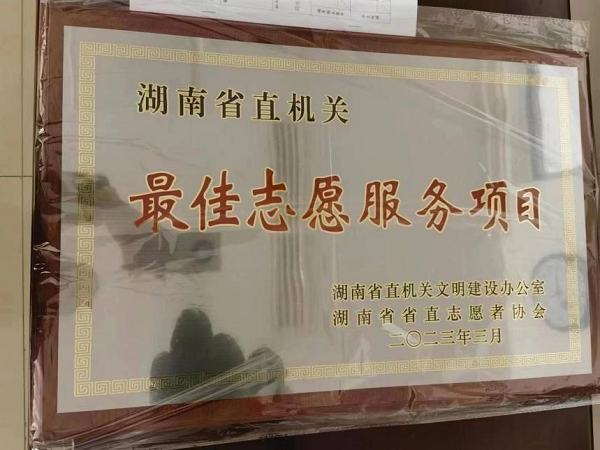 湖南省直机关
最佳志愿服务项目
湖南省直机关文明建设办公室
湖南省省直志愿者协会
二〇二三年三月